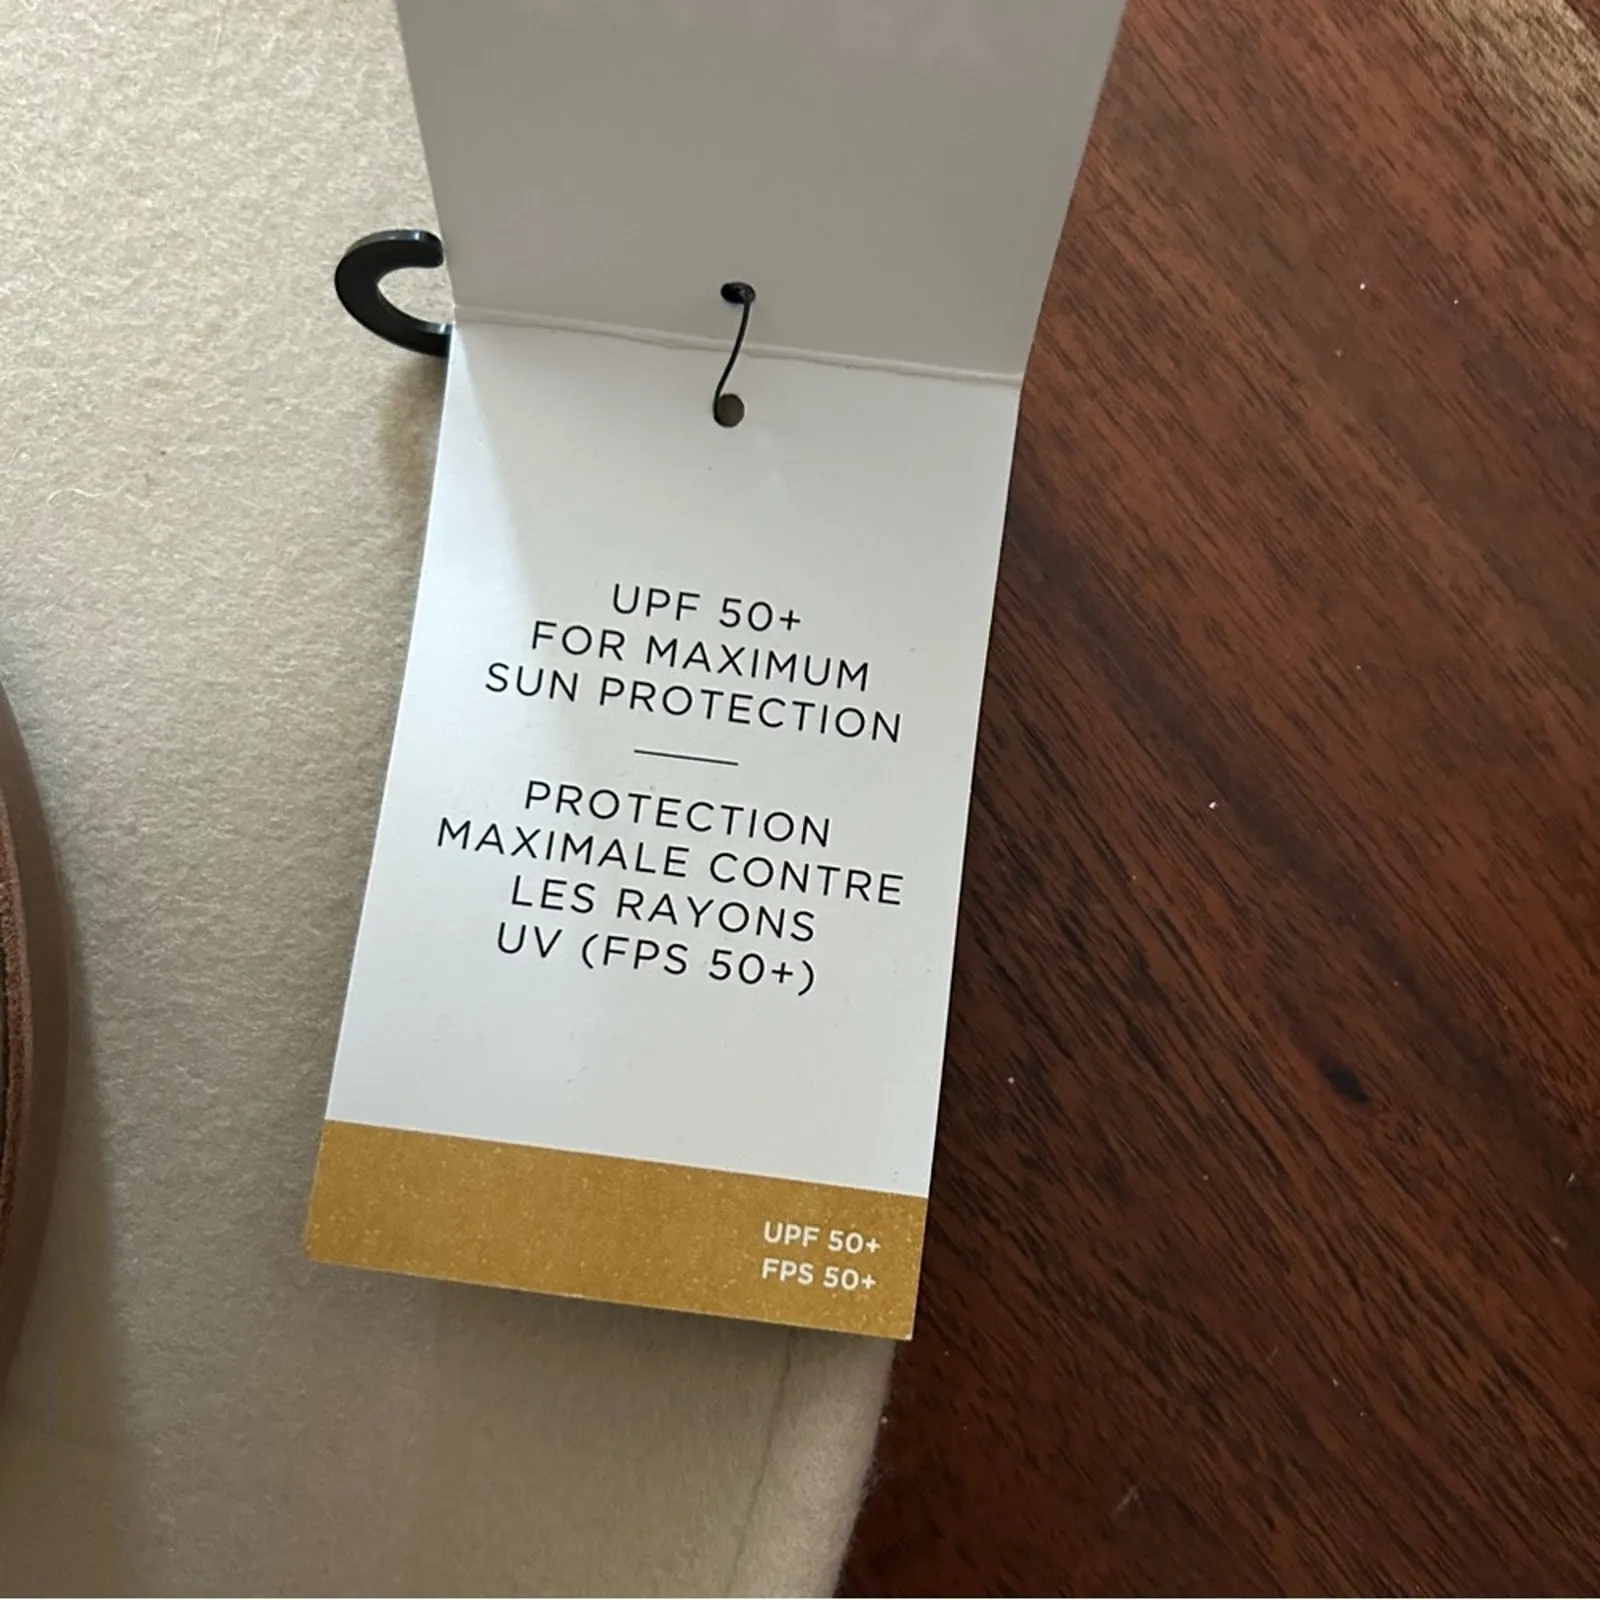 UPF 50+
FOR MAXIMUM
SUN PROTECTION
PROTECTION
MAXIMALE CONTRE
LES RAYONS
UV (FPS 50+)
UPF 50+
FPS 50+